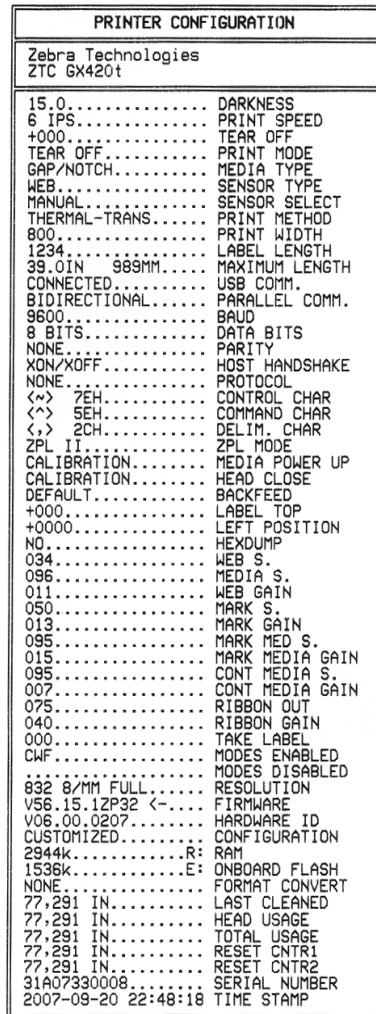 PRINTER CONFIGURATION
Zebra Technologies
ZTC GX420t
15.0............... DARKNESS
6 IPS.............. PRINT SPEED
+000............... TEAR OFF
TEAR OFF........... PRINT MODE
GAP/NOTCH.......... MEDIA TYPE
WEB................ SENSOR TYPE
MANUAL............. SENSOR SELECT
THERMAL-TRANS...... PRINT METHOD
800................ PRINT WIDTH
1234............... LABEL LENGTH
39.0IN   989MM..... MAXIMUM LENGTH
CONNECTED.......... USB COMM.
BIDIRECTIONAL...... PARALLEL COMM.
9600............... BAUD
8 BITS............. DATA BITS
NONE............... PARITY
XON/XOFF........... HOST HANDSHAKE
NONE............... PROTOCOL
<~>  7EH........... CONTROL CHAR
<^>  5EH........... COMMAND CHAR
<,>  2CH........... DELIM. CHAR
ZPL II............. ZPL MODE
CALIBRATION........ MEDIA POWER UP
CALIBRATION........ HEAD CLOSE
DEFAULT............ BACKFEED
+000............... LABEL TOP
+0000.............. LEFT POSITION
NO................. HEXDUMP
034................ WEB S.
096................ MEDIA S.
011................ WEB GAIN
050................ MARK S.
013................ MARK GAIN
095................ MARK MED S.
015................ MARK MEDIA GAIN
095................ CONT MEDIA S.
007................ CONT MEDIA GAIN
075................ RIBBON OUT
040................ RIBBON GAIN
000................ TAKE LABEL
CWF................ MODES ENABLED
................... MODES DISABLED
832 8/MM FULL...... RESOLUTION
V56.15.1ZP32 <-.... FIRMWARE
V06.00.0207........ HARDWARE ID
CUSTOMIZED......... CONFIGURATION
2944k............R: RAM
1536k............E: ONBOARD FLASH
NONE............... FORMAT CONVERT
77,291 IN.......... LAST CLEANED
77,291 IN.......... HEAD USAGE
77,291 IN.......... TOTAL USAGE
77,291 IN.......... RESET CNTR1
77,291 IN.......... RESET CNTR2
31A07330008........ SERIAL NUMBER
2007-09-20 22:48:18 TIME STAMP